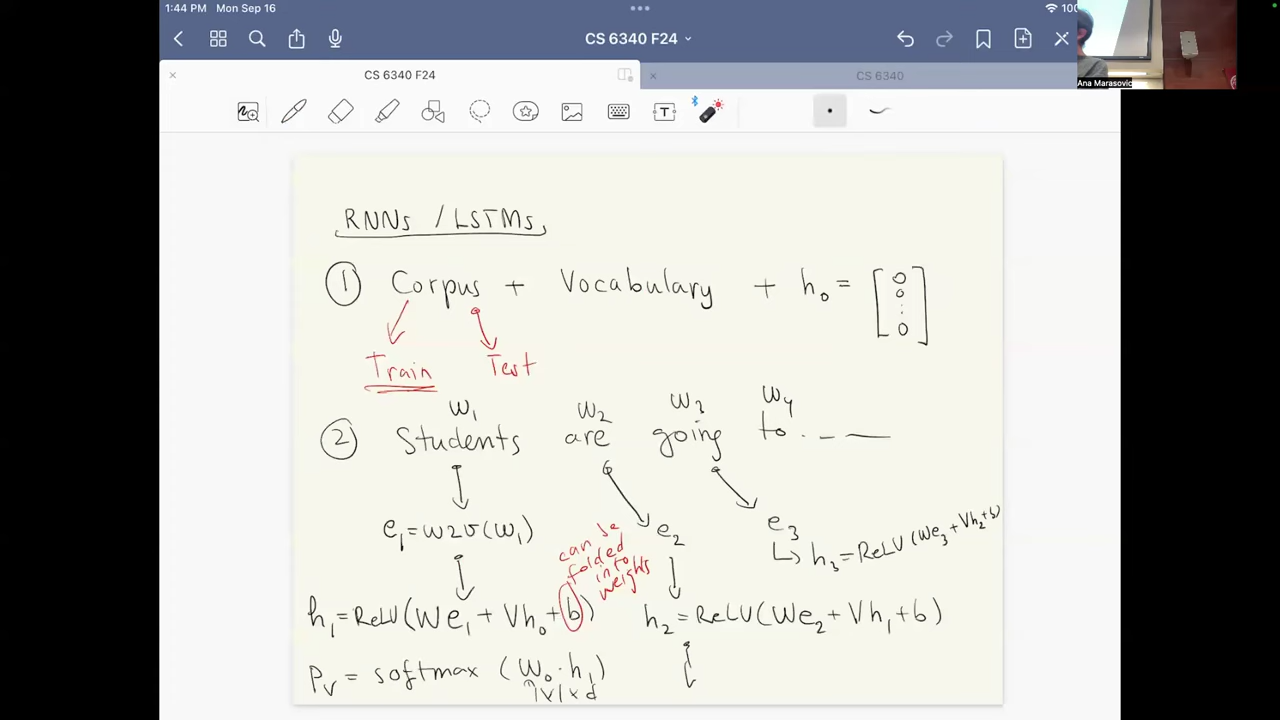 1:44 PM Mon Sep 16
100
CS 6340 F24
CS 6340 F24
CS 6340
Ana Marasovic
RNNs / LSTMs
① Corpus + Vocabulary + h₀ = [0 0 ⋮ 0]
Train Test
w₁ w₂ w₃ w₄
② Students are going to
e₁ = w2v(w₁) e₂ e₃
↳ h₃ = ReLU(We₃ + Vh₂ + b)
can be
folded
into
weights
h₁ = ReLU(We₁ + Vh₀ + b) h₂ = ReLU(We₂ + Vh₁ + b)
Pᵥ = softmax (W₀ · h₁)
|V| x d